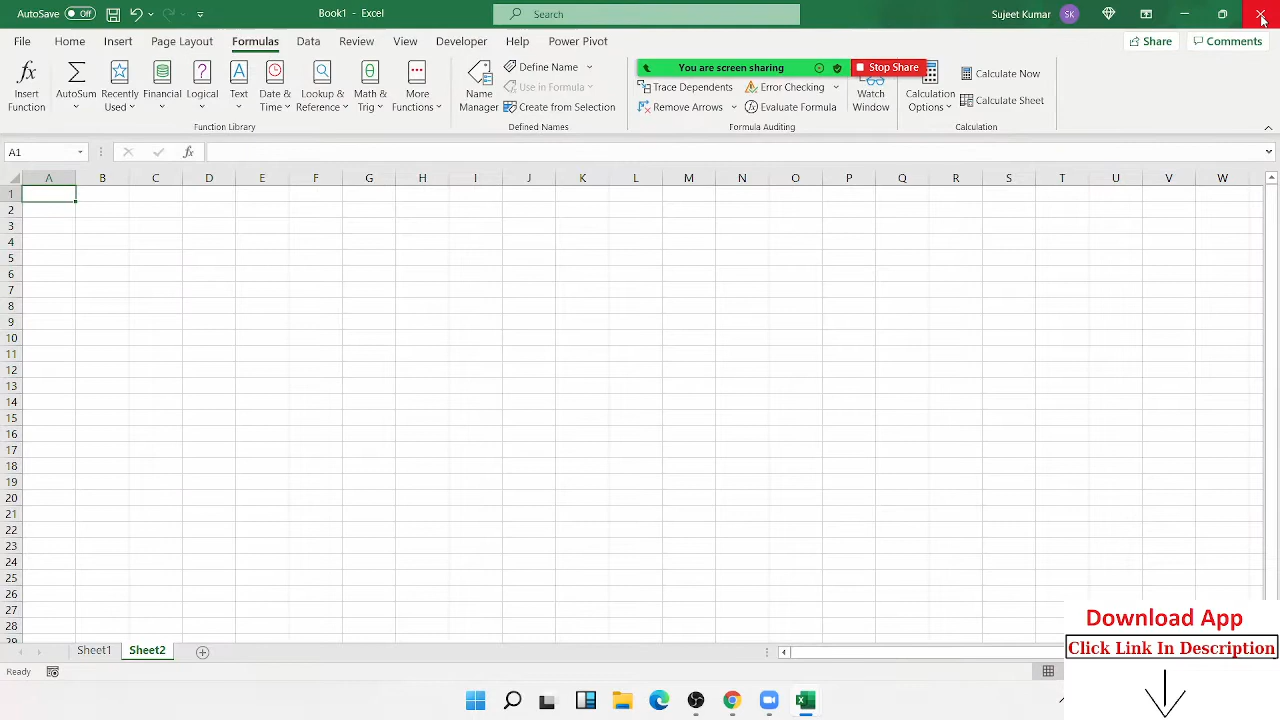 AutoSave Off Book1 - Excel Search Sujeet Kumar SK
File Home Insert Page Layout Formulas Data Review View Developer Help Power Pivot Share Comments
You are screen sharing Stop Share
Insert Function
AutoSum
Recently Used
Logical
Text
Date & Time
Lookup & Reference
Math & Trig
More Functions
Function Library
Name Manager
Define Name
Use in Formula
Create from Selection
Defined Names
Trace Dependents
Remove Arrows
Error Checking
Evaluate Formula
Watch Window
Formula Auditing
Calculation Options
Calculate Now
Calculate Sheet
Calculation
A1 fx
A B C D E F G H I J K L M N O P Q R S T U V W
1
2
3
4
5
6
7
8
9
10
11
12
13
14
15
16
17
18
19
20
21
22
23
24
25
26
27
28
29
Sheet1 Sheet2
Ready
Download App
Click Link In Description